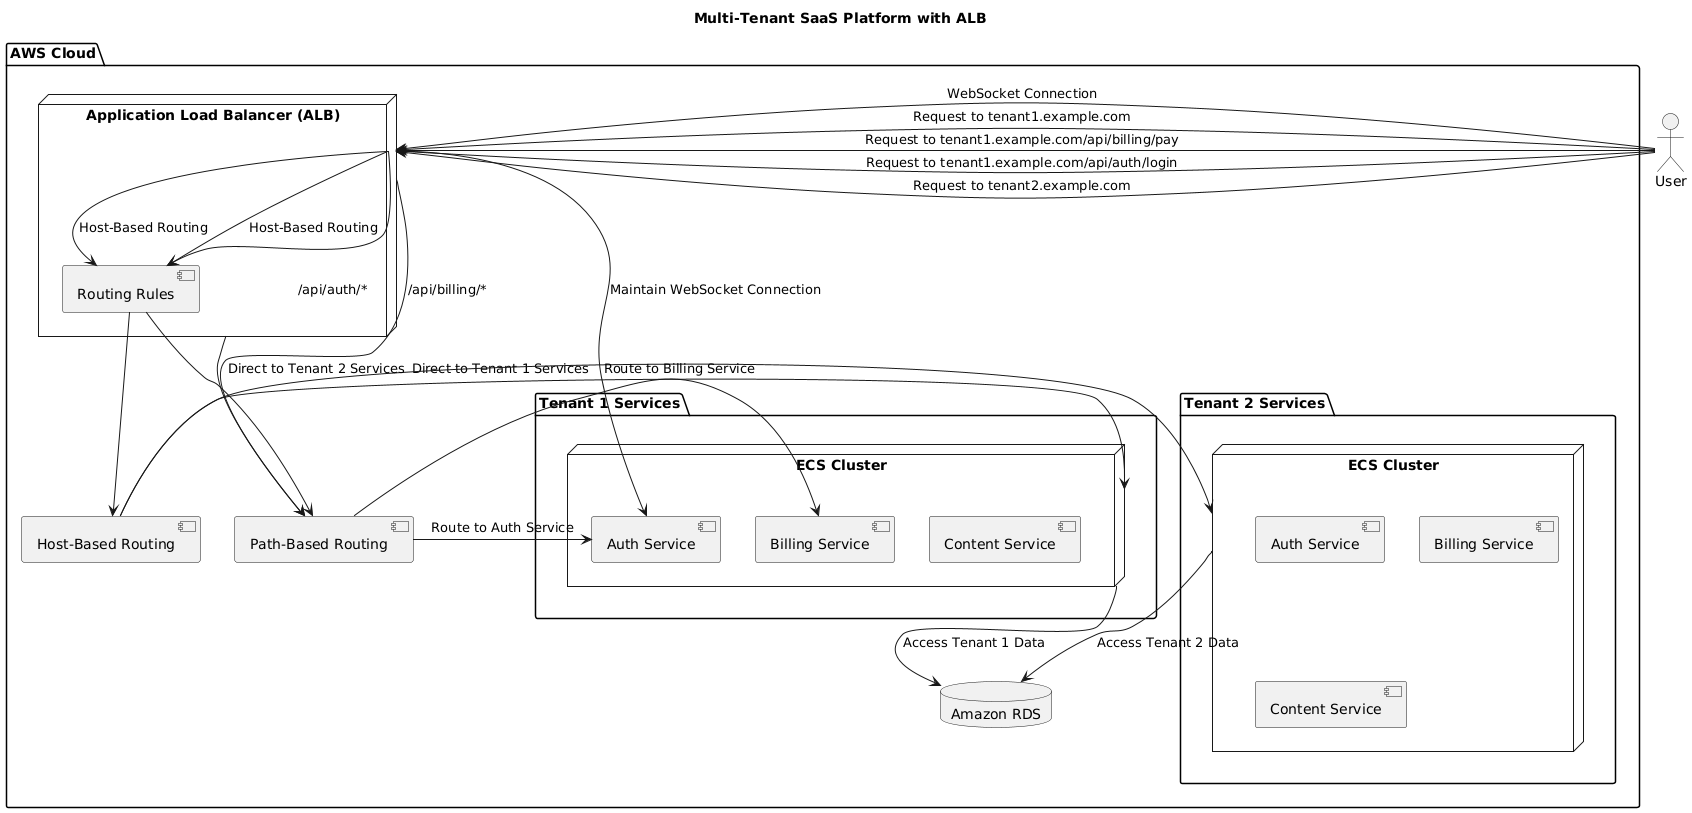 Multi-Tenant SaaS Platform with ALB
AWS Cloud
WebSocket Connection
Application Load Balancer (ALB)
Request to tenant1.example.com
Request to tenant1.example.com/api/billing/pay
Request to tenant1.example.com/api/auth/login
User
Request to tenant2.example.com
Host-Based Routing
Host-Based Routing
Routing Rules
/api/auth/*
/api/billing/*
Maintain WebSocket Connection
Direct to Tenant 2 Services
Direct to Tenant 1 Services
Route to Billing Service
Tenant 1 Services
Tenant 2 Services
ECS Cluster
ECS Cluster
Route to Auth Service
Host-Based Routing
Path-Based Routing
Auth Service
Billing Service
Content Service
Auth Service
Billing Service
Access Tenant 1 Data
Access Tenant 2 Data
Amazon RDS
Content Service